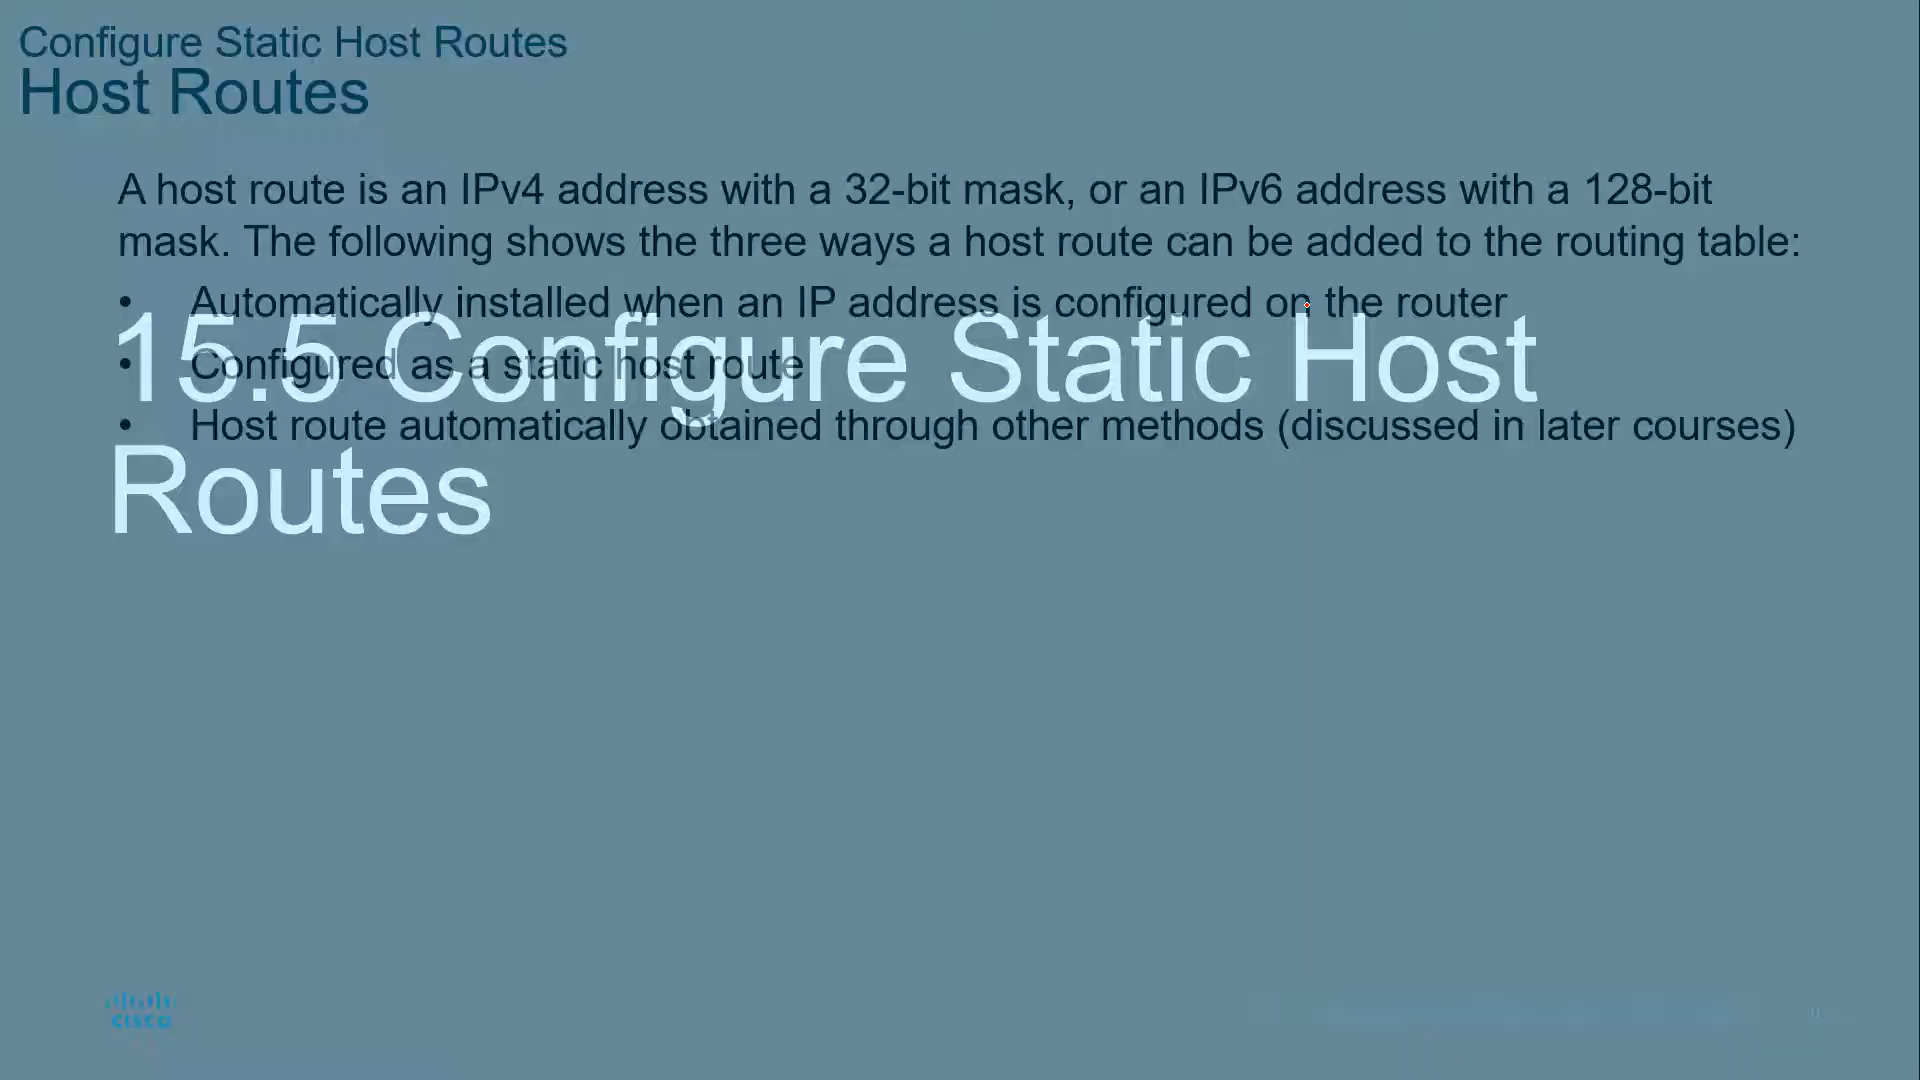 Configure Static Host Routes
Host Routes
A host route is an IPv4 address with a 32-bit mask, or an IPv6 address with a 128-bit
mask. The following shows the three ways a host route can be added to the routing table:
• Automatically installed when an IP address is configured on the router
• Configured as a static host route
• Host route automatically obtained through other methods (discussed in later courses)
15.5 Configure Static Host
Routes
cisco